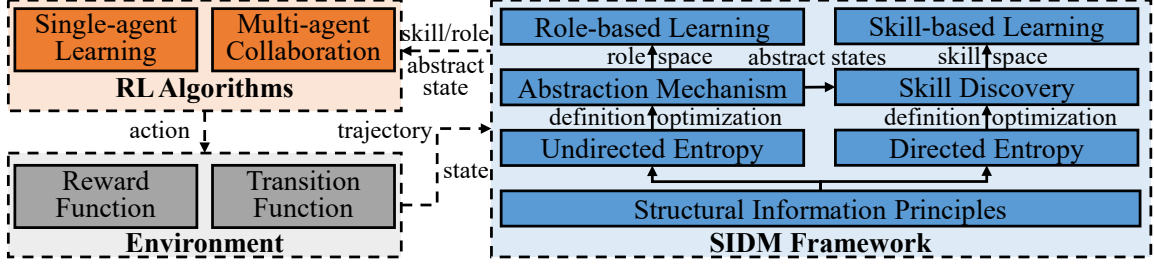 Single-agent
Learning
Multi-agent
Collaboration
RL Algorithms
skill/role
abstract
state
action
trajectory
state
Reward
Function
Transition
Function
Environment
Role-based Learning
Skill-based Learning
role space
abstract states
skill space
Abstraction Mechanism
Skill Discovery
definition optimization
definition optimization
Undirected Entropy
Directed Entropy
Structural Information Principles
SIDM Framework